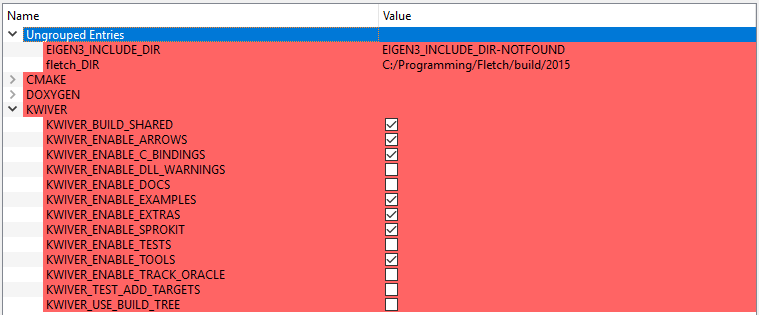 Name Value
Ungrouped Entries
EIGEN3_INCLUDE_DIR EIGEN3_INCLUDE_DIR-NOTFOUND
fletch_DIR C:/Programming/Fletch/build/2015
CMAKE
DOXYGEN
KWIVER
KWIVER_BUILD_SHARED
KWIVER_ENABLE_ARROWS
KWIVER_ENABLE_C_BINDINGS
KWIVER_ENABLE_DLL_WARNINGS
KWIVER_ENABLE_DOCS
KWIVER_ENABLE_EXAMPLES
KWIVER_ENABLE_EXTRAS
KWIVER_ENABLE_SPROKIT
KWIVER_ENABLE_TESTS
KWIVER_ENABLE_TOOLS
KWIVER_ENABLE_TRACK_ORACLE
KWIVER_TEST_ADD_TARGETS
KWIVER_USE_BUILD_TREE